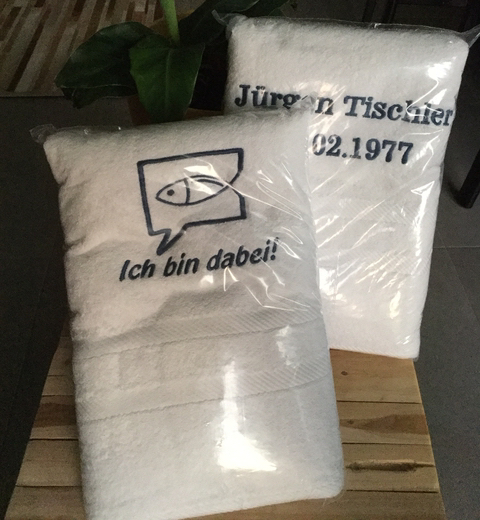 Jürgen Tischler
02.1977
Ich bin dabei!